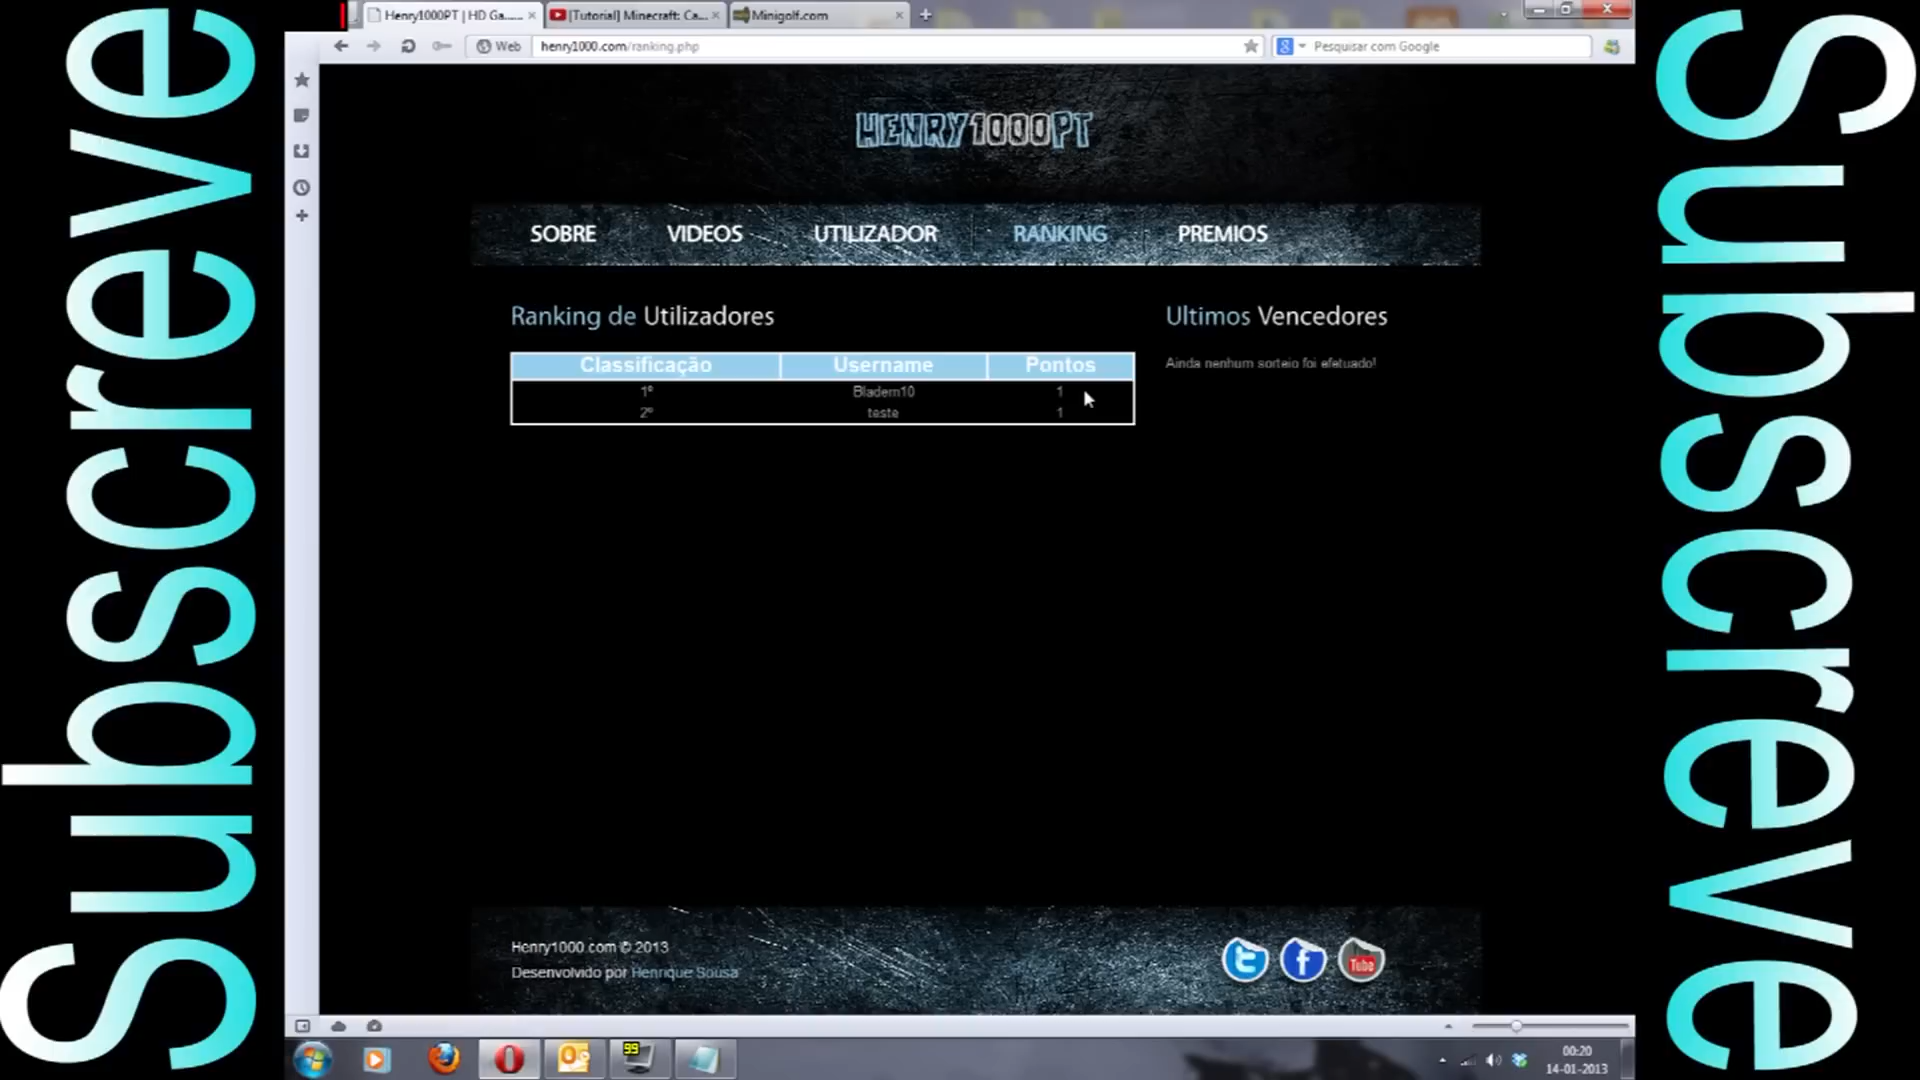 Subscreve
Henry1000PT | HD Ga......
[Tutorial] Minecraft: Ca...
Minigolf.com
Web
henry1000.com/ranking.php
Pesquisar com Google
HENRY1000PT
SOBRE
VIDEOS
UTILIZADOR
RANKING
PREMIOS
Ranking de Utilizadores
Classificação Username Pontos
1º Bladem10 1
2º teste 1
Ultimos Vencedores
Ainda nenhum sorteio foi efetuado!
Henry1000.com © 2013
Desenvolvido por Henrique Sousa
Tube
99
00:20
14-01-2013
Subscreve